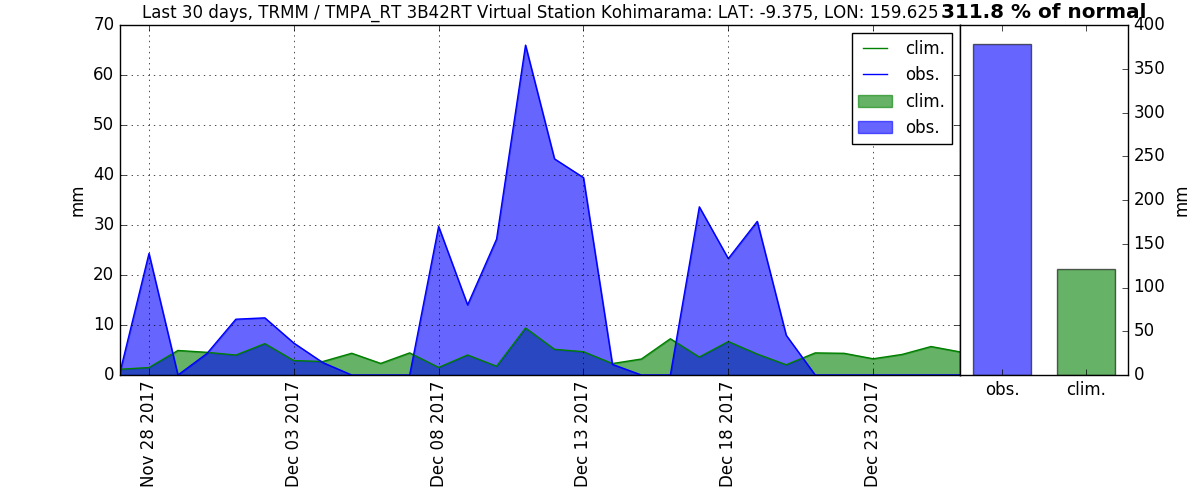 Last 30 days, TRMM / TMPA_RT 3B42RT Virtual Station Kohimarama: LAT: -9.375, LON: 159.625
311.8 % of normal
70
60
50
40
30
20
10
0
mm
clim.
obs.
clim.
obs.
Nov 28 2017
Dec 03 2017
Dec 08 2017
Dec 13 2017
Dec 18 2017
Dec 23 2017
400
350
300
250
200
150
100
50
0
mm
obs.
clim.